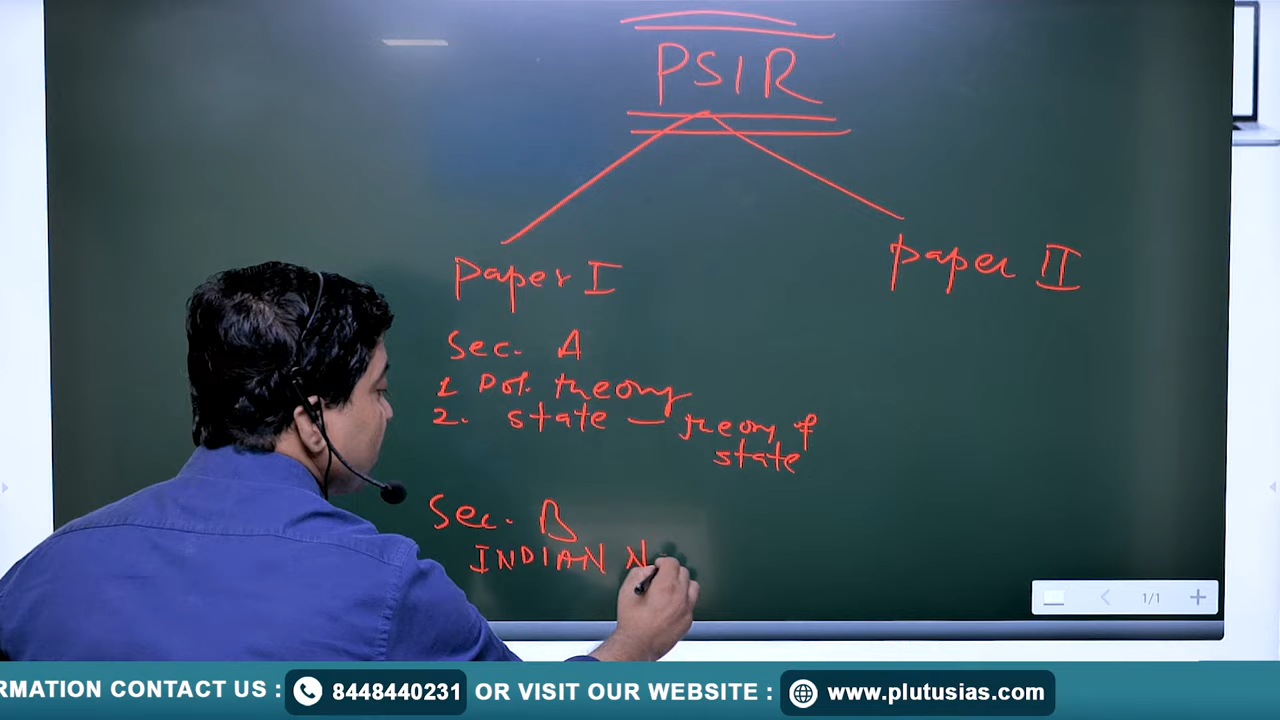 PSIR
Paper I
Paper II
Sec. A
1 Pol. theory
2. state — theory of
state
Sec. B
INDIAN N
1/1
RMATION CONTACT US : 8448440231 OR VISIT OUR WEBSITE : www.plutusias.com